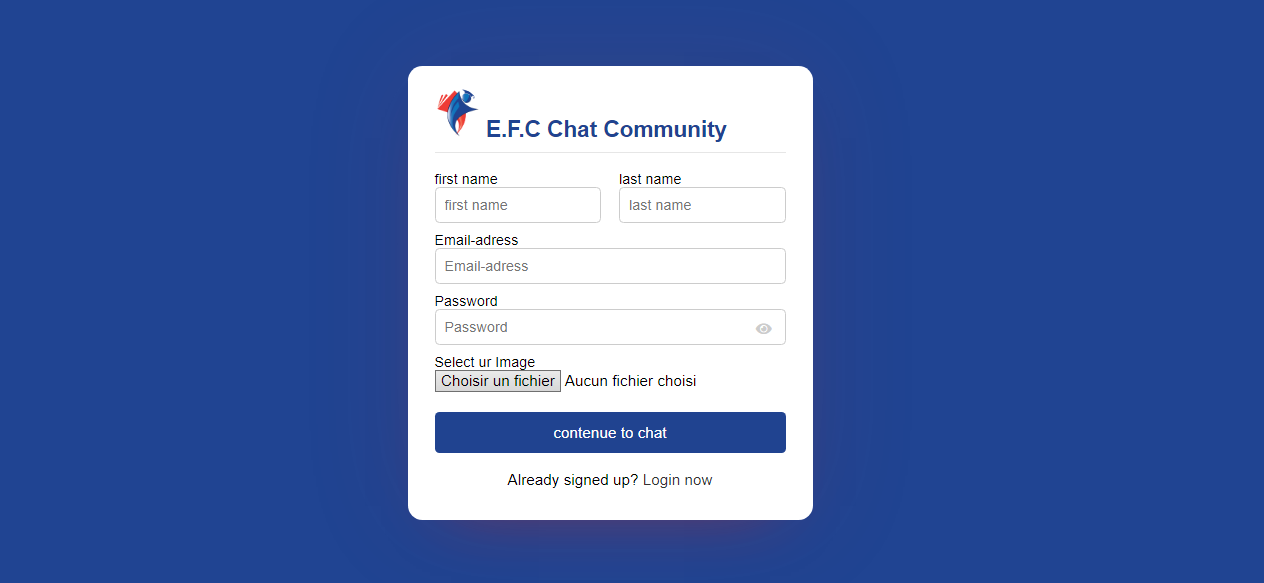 E.F.C Chat Community
first name last name
first name last name
Email-adress
Email-adress
Password
Password
Select ur Image
Choisir un fichier Aucun fichier choisi
contenue to chat
Already signed up? Login now